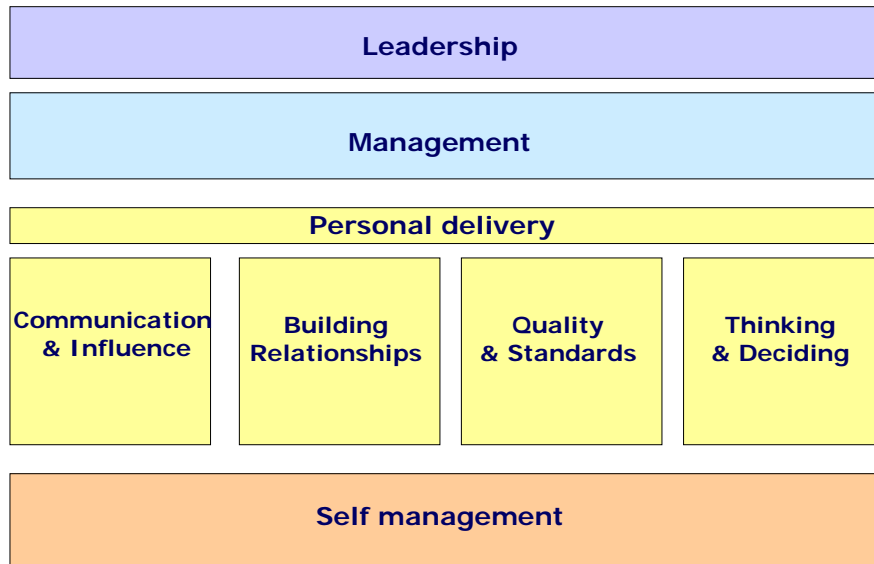 Leadership
Management
Personal delivery
Communication
& Influence
Building
Relationships
Quality
& Standards
Thinking
& Deciding
Self management